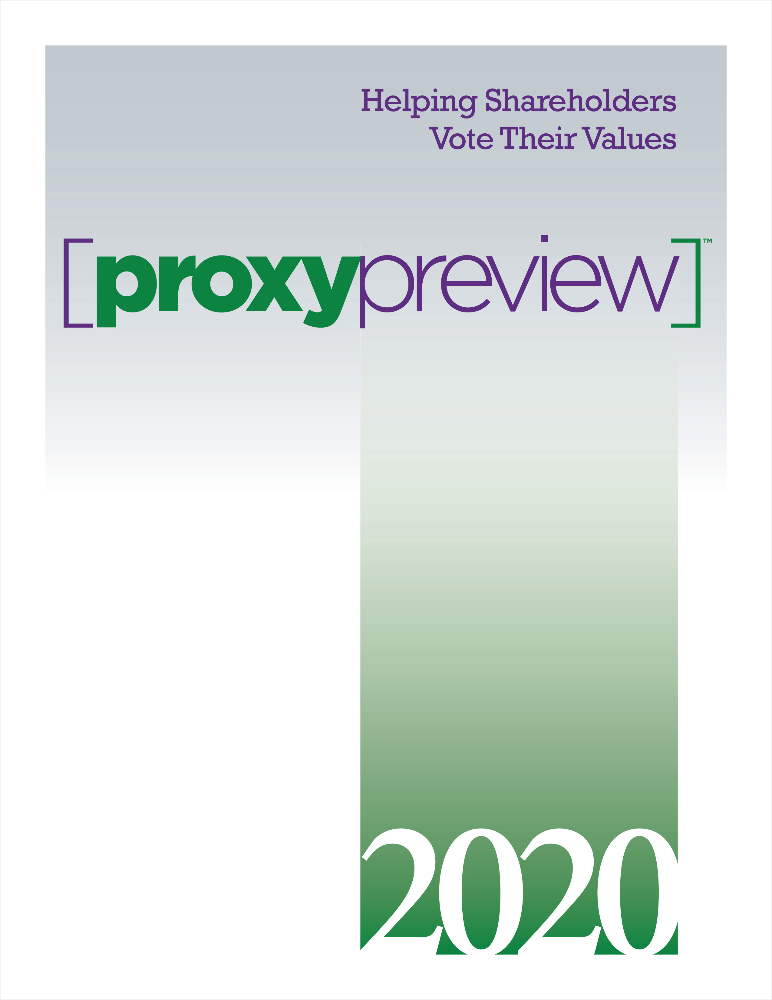 Helping Shareholders
Vote Their Values
[proxypreview]™
2020